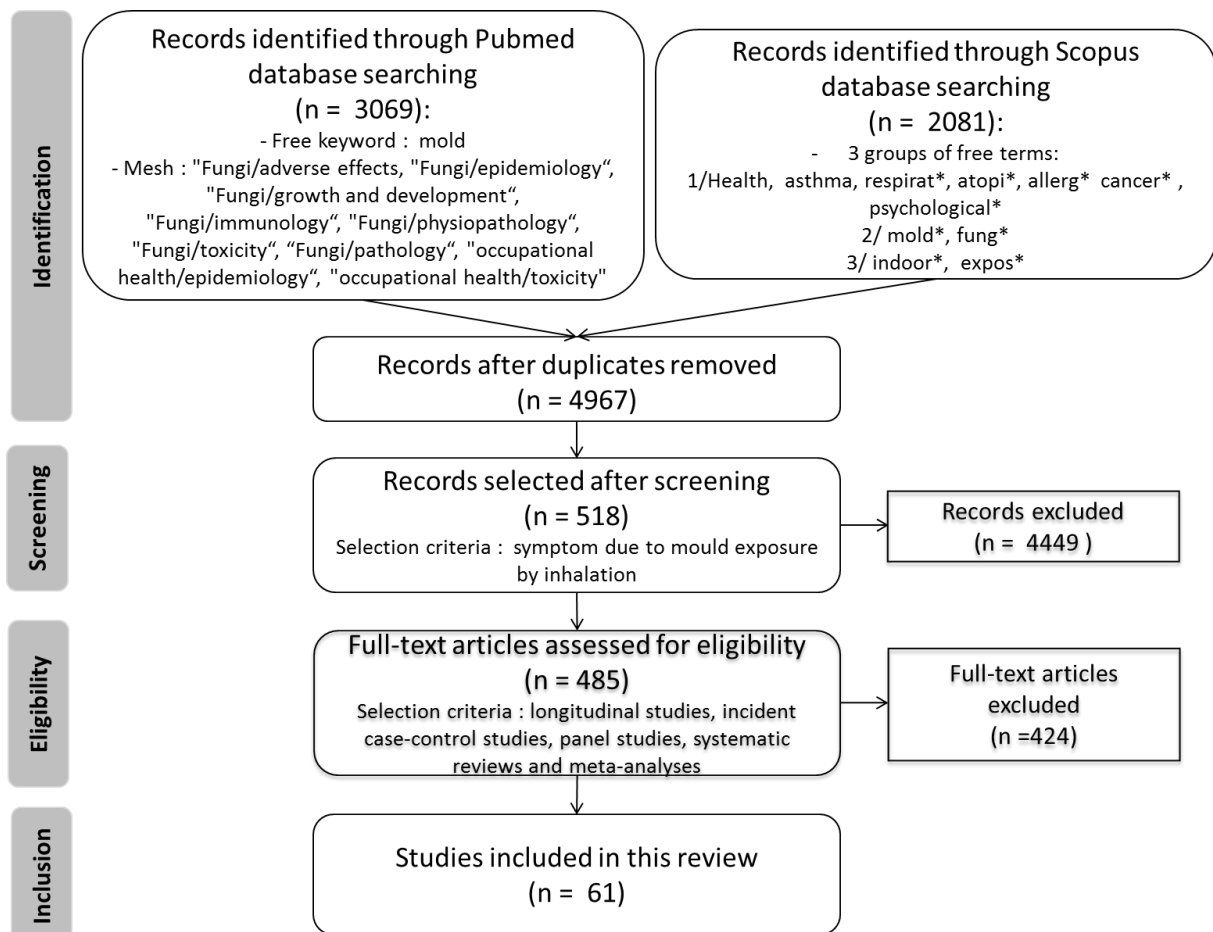 Identification
Records identified through Pubmed
database searching
(n = 3069):
- Free keyword : mold
- Mesh : "Fungi/adverse effects, "Fungi/epidemiology“,
"Fungi/growth and development“,
"Fungi/immunology“, "Fungi/physiopathology“,
"Fungi/toxicity“, “Fungi/pathology“, "occupational
health/epidemiology“, "occupational health/toxicity"
Records identified through Scopus
database searching
(n = 2081):
- 3 groups of free terms:
1/Health, asthma, respirat*, atopi*, allerg* cancer* ,
psychological*
2/ mold*, fung*
3/ indoor*, expos*
Records after duplicates removed
(n = 4967)
Screening
Records selected after screening
(n = 518)
Selection criteria : symptom due to mould exposure
by inhalation
Records excluded
(n = 4449 )
Eligibility
Full-text articles assessed for eligibility
(n = 485)
Selection criteria : longitudinal studies, incident
case-control studies, panel studies, systematic
reviews and meta-analyses
Full-text articles
excluded
(n =424)
Inclusion
Studies included in this review
(n = 61)